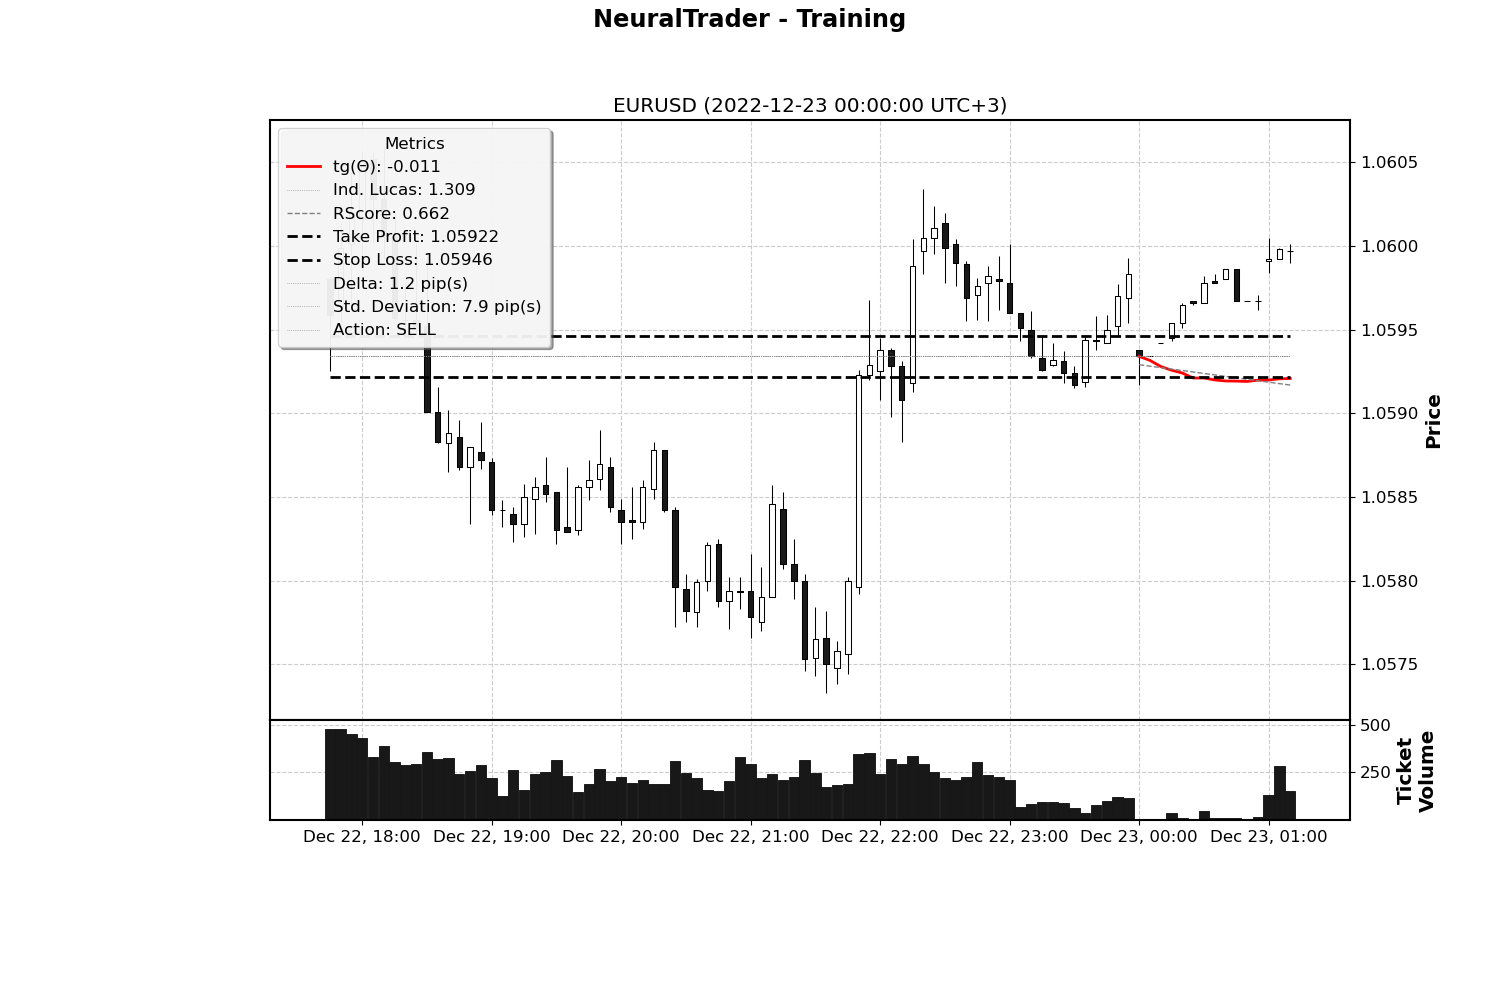 NeuralTrader - Training
EURUSD (2022-12-23 00:00:00 UTC+3)
Metrics
tg(Θ): -0.011
Ind. Lucas: 1.309
RScore: 0.662
Take Profit: 1.05922
Stop Loss: 1.05946
Delta: 1.2 pip(s)
Std. Deviation: 7.9 pip(s)
Action: SELL
1.0605
1.0600
1.0595
1.0590
1.0585
1.0580
1.0575
Price
500
250
Ticket
Volume
Dec 22, 18:00
Dec 22, 19:00
Dec 22, 20:00
Dec 22, 21:00
Dec 22, 22:00
Dec 22, 23:00
Dec 23, 00:00
Dec 23, 01:00